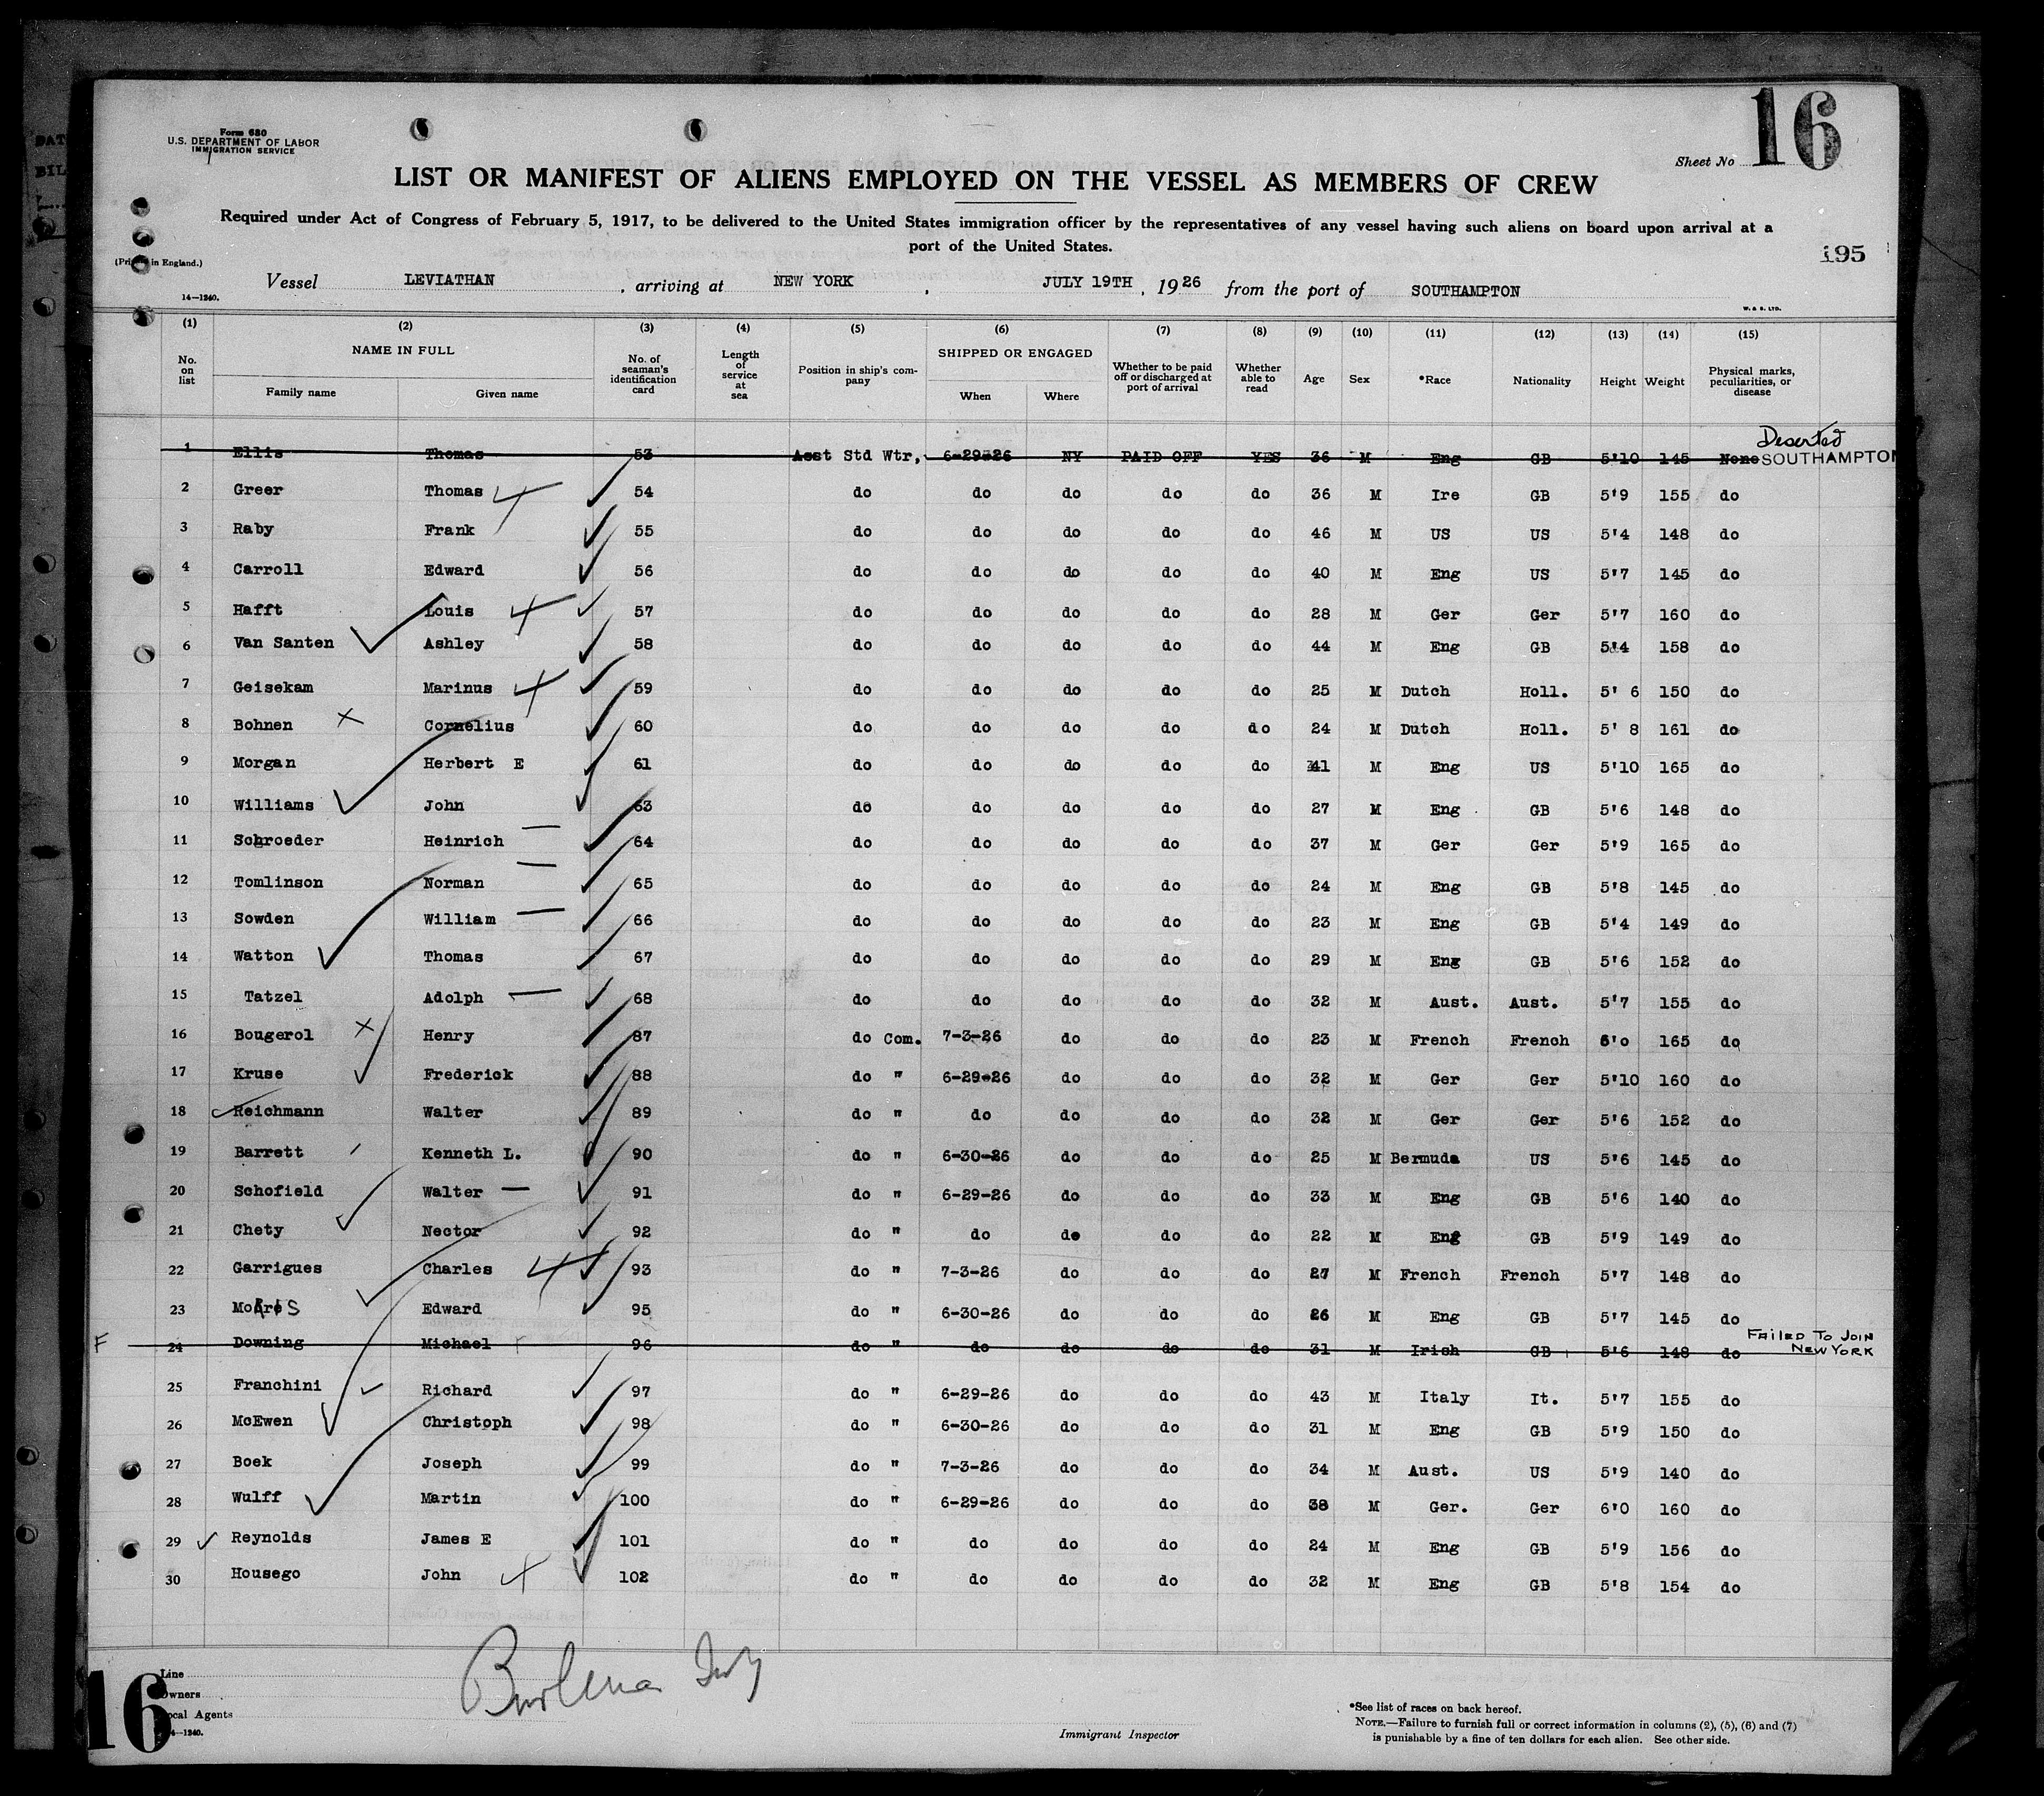 16
Form 680
U.S. DEPARTMENT OF LABOR
IMMIGRATION SERVICE
Sheet No
LIST OR MANIFEST OF ALIENS EMPLOYED ON THE VESSEL AS MEMBERS OF CREW
Required under Act of Congress of February 5, 1917, to be delivered to the United States immigration officer by the representatives of any vessel having such aliens on board upon arrival at a
port of the United States.
195
(Printed in England.)
Vessel LEVIATHAN , arriving at NEW YORK , JULY 19TH , 1926 from the port of SOUTHAMPTON
14—1240.
W. & S. LTD.
(1) (2) (3) (4) (5) (6) (7) (8) (9) (10) (11) (12) (13) (14) (15)
No. on list NAME IN FULL Family name Given name No. of seaman's identification card Length of service at sea Position in ship's company SHIPPED OR ENGAGED When Where Whether to be paid off or discharged at port of arrival Whether able to read Age Sex *Race Nationality Height Weight Physical marks, peculiarities, or disease
Deserted
1 Ellis Thomas 53 Asst Std Wtr, 6-29-26 NY PAID OFF YES 36 M Eng GB 5'10 145 None SOUTHAMPTON
2 Greer Thomas 54 do do do do do 36 M Ire GB 5'9 155 do
3 Raby Frank 55 do do do do do 46 M US US 5'4 148 do
4 Carroll Edward 56 do do do do do 40 M Eng US 5'7 145 do
5 Hafft Louis 57 do do do do do 28 M Ger Ger 5'7 160 do
6 Van Santen Ashley 58 do do do do do 44 M Eng GB 5'4 158 do
7 Geisekam Marinus 59 do do do do do 25 M Dutch Holl. 5' 6 150 do
8 Bohnen Cornelius 60 do do do do do 24 M Dutch Holl. 5' 8 161 do
9 Morgan Herbert E 61 do do do do do 41 M Eng US 5'10 165 do
10 Williams John 63 do do do do do 27 M Eng GB 5'6 148 do
11 Schroeder Heinrich 64 do do do do do 37 M Ger Ger 5'9 165 do
12 Tomlinson Norman 65 do do do do do 24 M Eng GB 5'8 145 do
13 Sowden William 66 do do do do do 23 M Eng GB 5'4 149 do
14 Watton Thomas 67 do do do do do 29 M Eng GB 5'6 152 do
15 Tatzel Adolph 68 do do do do do 32 M Aust. Aust. 5'7 155 do
16 Bougerol Henry 87 do Com. 7-3-26 do do do 23 M French French 6'0 165 do
17 Kruse Frederick 88 do " 6-29-26 do do do 32 M Ger Ger 5'10 160 do
18 Reichmann Walter 89 do " do do do do 32 M Ger Ger 5'6 152 do
19 Barrett Kenneth L. 90 do " 6-30-26 do do do 25 M Bermuda US 5'6 145 do
20 Schofield Walter 91 do " 6-29-26 do do do 33 M Eng GB 5'6 140 do
21 Chety Nector 92 do " do do do do 22 M Eng GB 5'9 149 do
22 Garrigues Charles 93 do " 7-3-26 do do do 27 M French French 5'7 148 do
23 Morris Edward 95 do " 6-30-26 do do do 26 M Eng GB 5'7 145 do
F 24 Downing Michael 96 do " do do do do 31 M Irish GB 5'6 148 do FAILED TO JOIN
NEW YORK
25 Franchini Richard 97 do " 6-29-26 do do do 43 M Italy It. 5'7 155 do
26 McEwen Christoph 98 do " 6-30-26 do do do 31 M Eng GB 5'9 150 do
27 Boek Joseph 99 do " 7-3-26 do do do 34 M Aust. US 5'9 140 do
28 Wulff Martin 100 do " 6-29-26 do do do 38 M Ger. Ger 6'0 160 do
29 Reynolds James E 101 do " do do do do 24 M Eng GB 5'9 156 do
30 Housego John 102 do " do do do do 32 M Eng GB 5'8 154 do
16
Line
Owners
Local Agents
14—1240.
Immigrant Inspector
*See list of races on back hereof.
NOTE.—Failure to furnish full or correct information in columns (2), (5), (6) and (7)
is punishable by a fine of ten dollars for each alien. See other side.